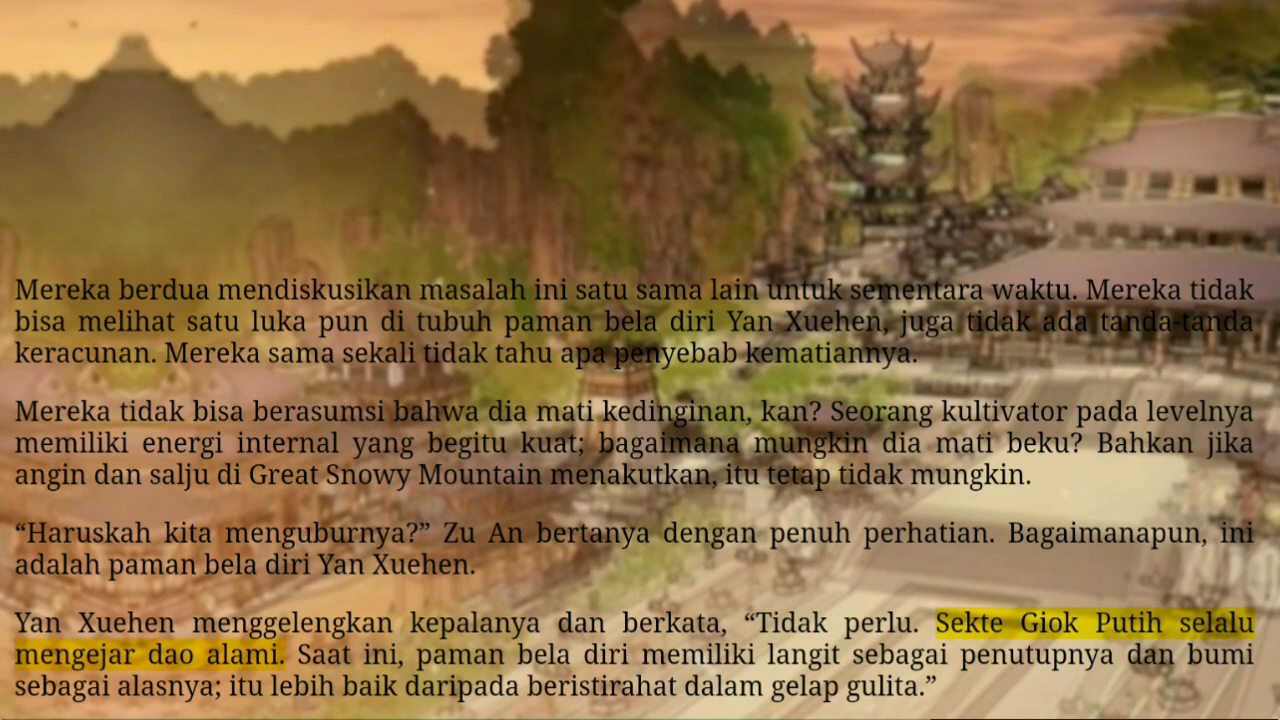 Mereka berdua mendiskusikan masalah ini satu sama lain untuk sementara waktu. Mereka tidak
bisa melihat satu luka pun di tubuh paman bela diri Yan Xuehen, juga tidak ada tanda-tanda
keracunan. Mereka sama sekali tidak tahu apa penyebab kematiannya.
Mereka tidak bisa berasumsi bahwa dia mati kedinginan, kan? Seorang kultivator pada levelnya
memiliki energi internal yang begitu kuat; bagaimana mungkin dia mati beku? Bahkan jika
angin dan salju di Great Snowy Mountain menakutkan, itu tetap tidak mungkin.
“Haruskah kita menguburnya?” Zu An bertanya dengan penuh perhatian. Bagaimanapun, ini
adalah paman bela diri Yan Xuehen.
Yan Xuehen menggelengkan kepalanya dan berkata, “Tidak perlu. Sekte Giok Putih selalu
mengejar dao alami. Saat ini, paman bela diri memiliki langit sebagai penutupnya dan bumi
sebagai alasnya; itu lebih baik daripada beristirahat dalam gelap gulita.”